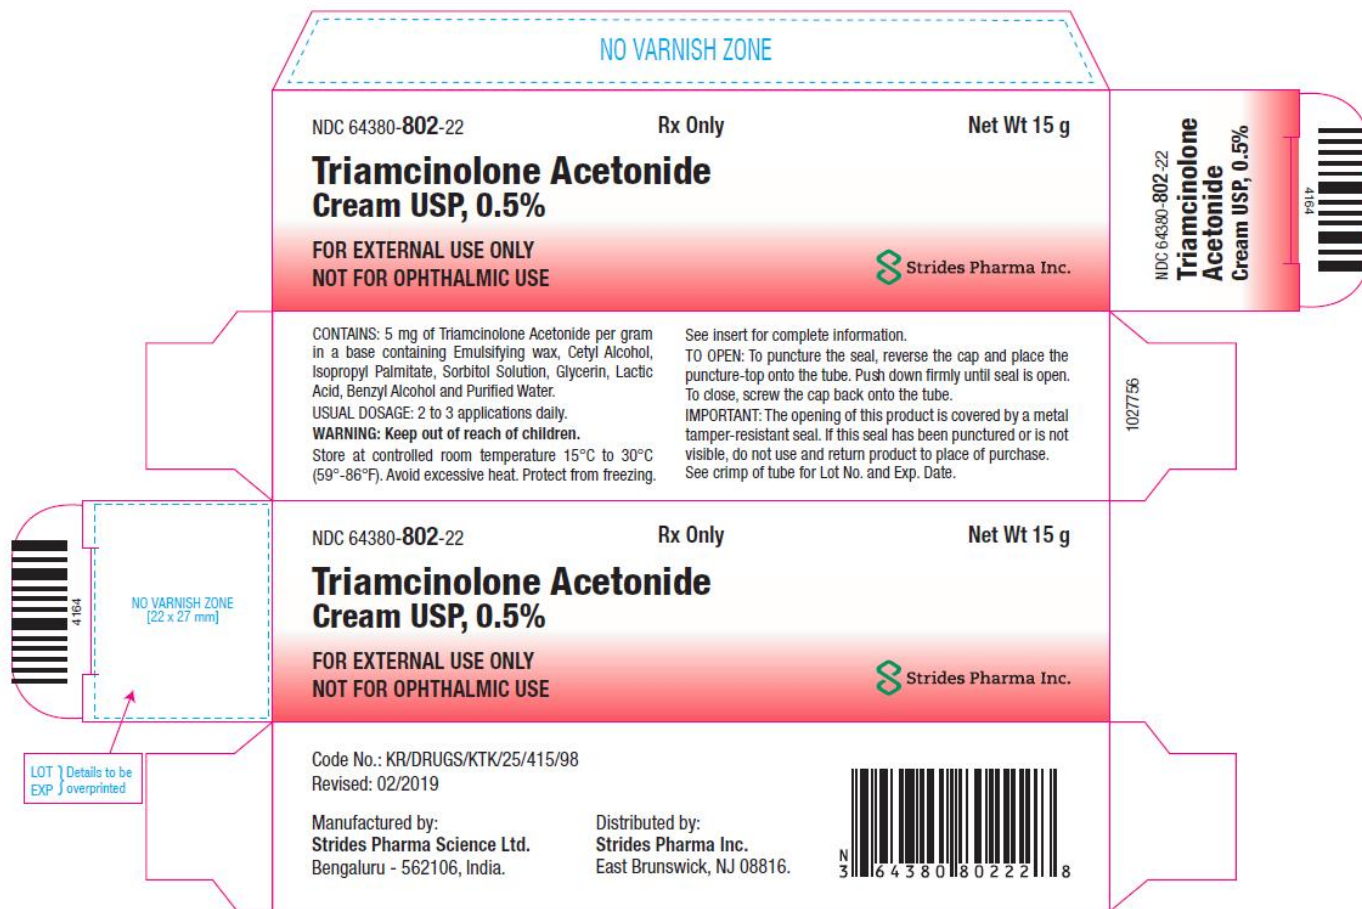 NO VARNISH ZONE
NDC 64380-802-22 Rx Only Net Wt 15 g
Triamcinolone Acetonide
Cream USP, 0.5%
FOR EXTERNAL USE ONLY
NOT FOR OPHTHALMIC USE
Strides Pharma Inc.
NDC 64380-802-22
Triamcinolone
Acetonide
Cream USP, 0.5%
4164
CONTAINS: 5 mg of Triamcinolone Acetonide per gram
in a base containing Emulsifying wax, Cetyl Alcohol,
Isopropyl Palmitate, Sorbitol Solution, Glycerin, Lactic
Acid, Benzyl Alcohol and Purified Water.
USUAL DOSAGE: 2 to 3 applications daily.
WARNING: Keep out of reach of children.
Store at controlled room temperature 15°C to 30°C
(59°-86°F). Avoid excessive heat. Protect from freezing.
See insert for complete information.
TO OPEN: To puncture the seal, reverse the cap and place the
puncture-top onto the tube. Push down firmly until seal is open.
To close, screw the cap back onto the tube.
IMPORTANT: The opening of this product is covered by a metal
tamper-resistant seal. If this seal has been punctured or is not
visible, do not use and return product to place of purchase.
See crimp of tube for Lot No. and Exp. Date.
1027756
4164
NO VARNISH ZONE
[22 x 27 mm]
LOT } Details to be
EXP } overprinted
NDC 64380-802-22 Rx Only Net Wt 15 g
Triamcinolone Acetonide
Cream USP, 0.5%
FOR EXTERNAL USE ONLY
NOT FOR OPHTHALMIC USE
Strides Pharma Inc.
Code No.: KR/DRUGS/KTK/25/415/98
Revised: 02/2019
Manufactured by:
Strides Pharma Science Ltd.
Bengaluru - 562106, India.
Distributed by:
Strides Pharma Inc.
East Brunswick, NJ 08816.
N
3 64380 80222 8